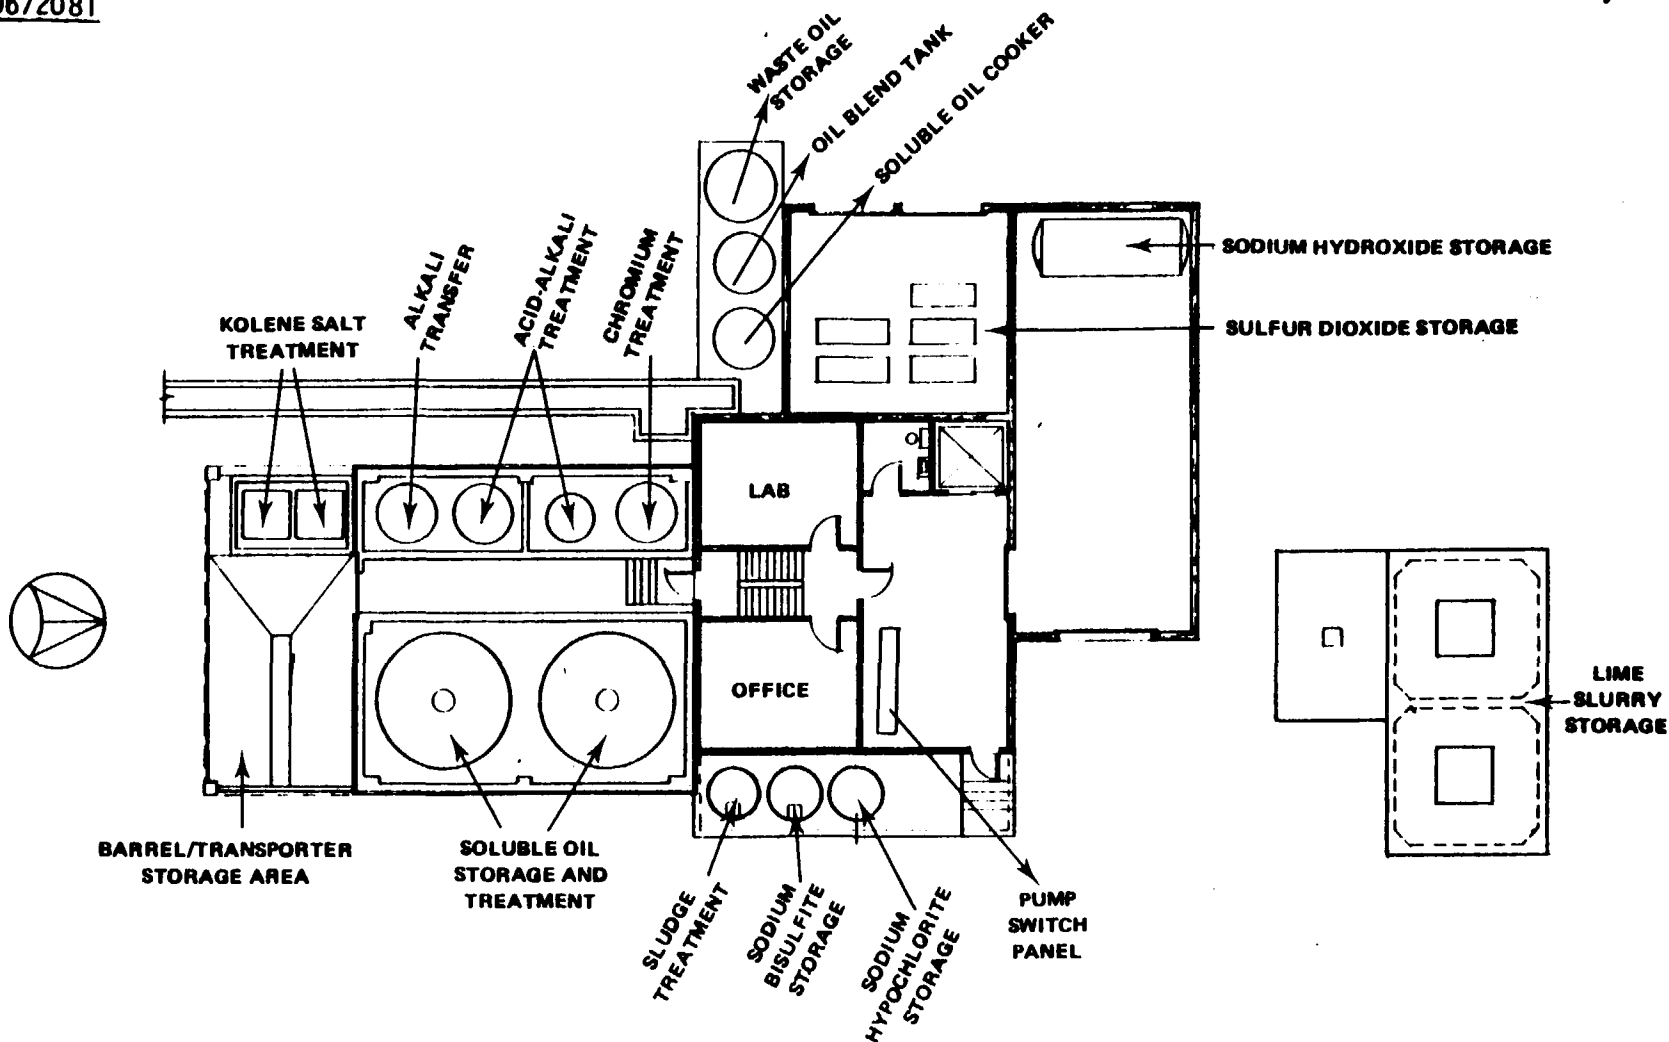 WASTE OIL
STORAGE
OIL BLEND TANK
SOLUBLE OIL COOKER
SODIUM HYDROXIDE STORAGE
SULFUR DIOXIDE STORAGE
KOLENE SALT
TREATMENT
ALKALI
TRANSFER
ACID-ALKALI
TREATMENT
CHROMIUM
TREATMENT
LAB
OFFICE
LIME
SLURRY
STORAGE
BARREL/TRANSPORTER
STORAGE AREA
SOLUBLE OIL
STORAGE AND
TREATMENT
SLUDGE
TREATMENT
SODIUM
BISULFITE
STORAGE
SODIUM
HYPOCHLORITE
STORAGE
PUMP
SWITCH
PANEL